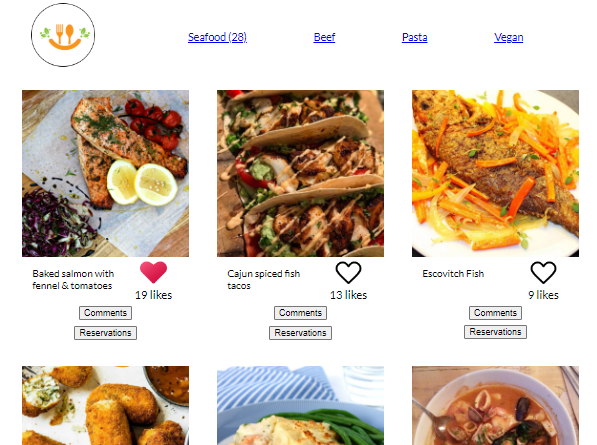 Seafood (28) Beef Pasta Vegan
Baked salmon with
fennel & tomatoes
19 likes
Comments
Reservations
Cajun spiced fish
tacos
13 likes
Comments
Reservations
Escovitch Fish
9 likes
Comments
Reservations